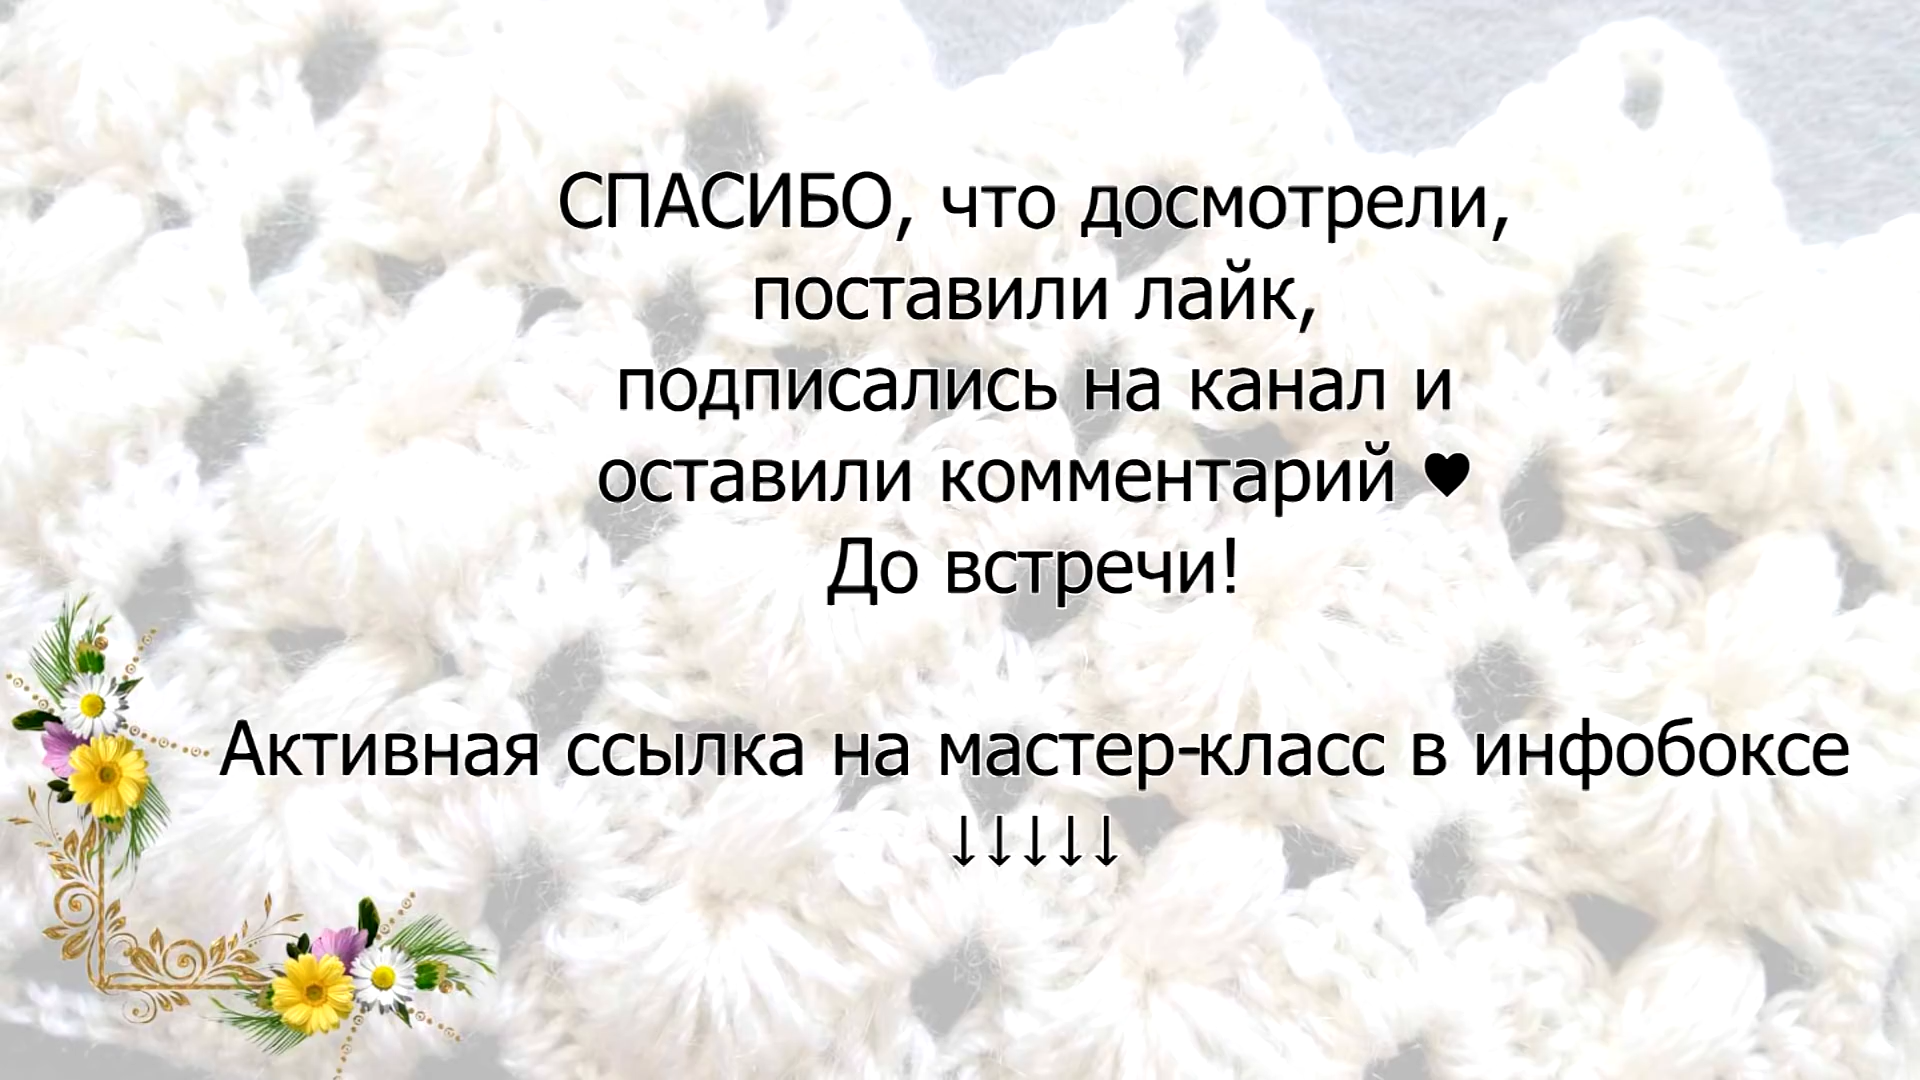 СПАСИБО, что досмотрели,
поставили лайк,
подписались на канал и
оставили комментарий ♥
До встречи!
Активная ссылка на мастер-класс в инфобоксе
↓↓↓↓↓